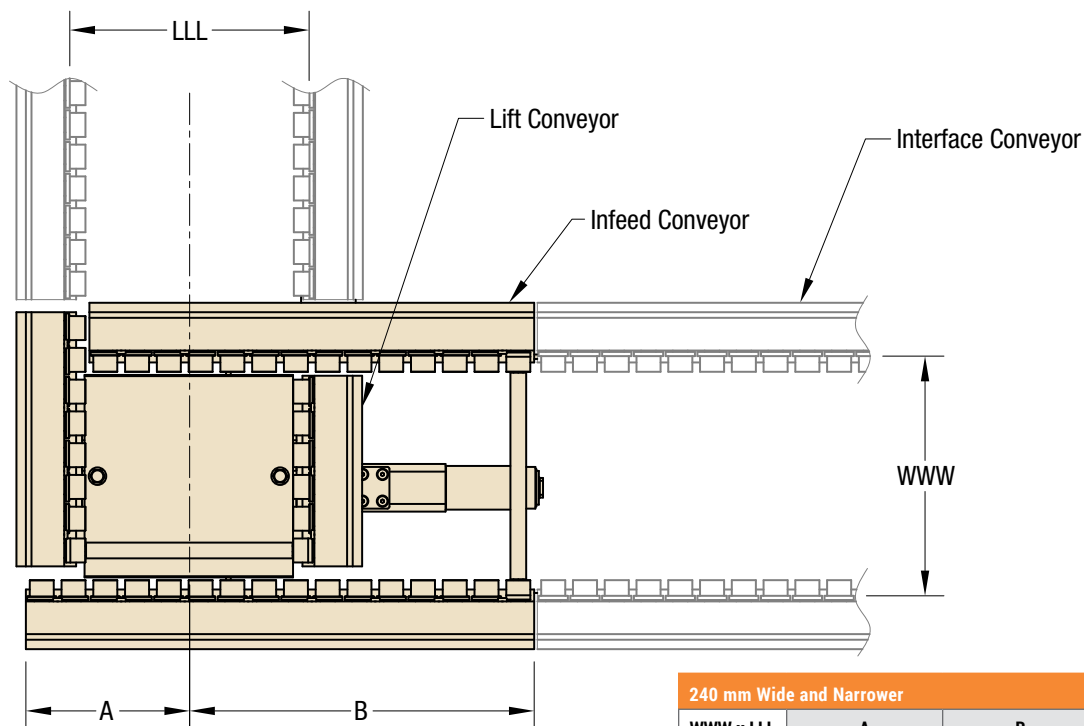 LLL
Lift Conveyor
Interface Conveyor
Infeed Conveyor
WWW
A
B
240 mm Wide and Narrower
WWW x LLL A B